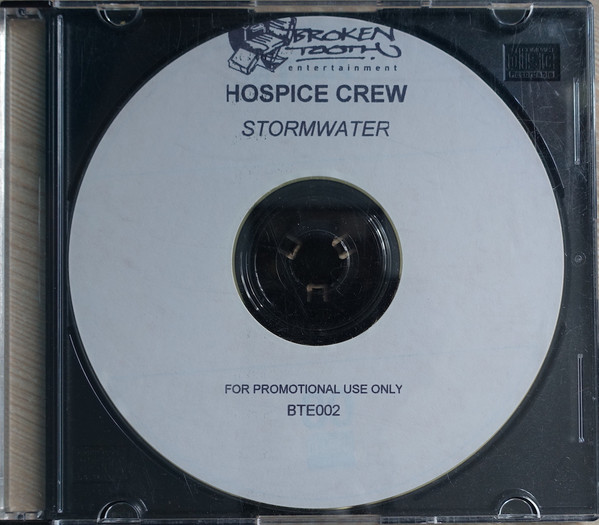 BROKEN
TOOTH
entertainment
HOSPICE CREW
STORMWATER
FOR PROMOTIONAL USE ONLY
BTE002